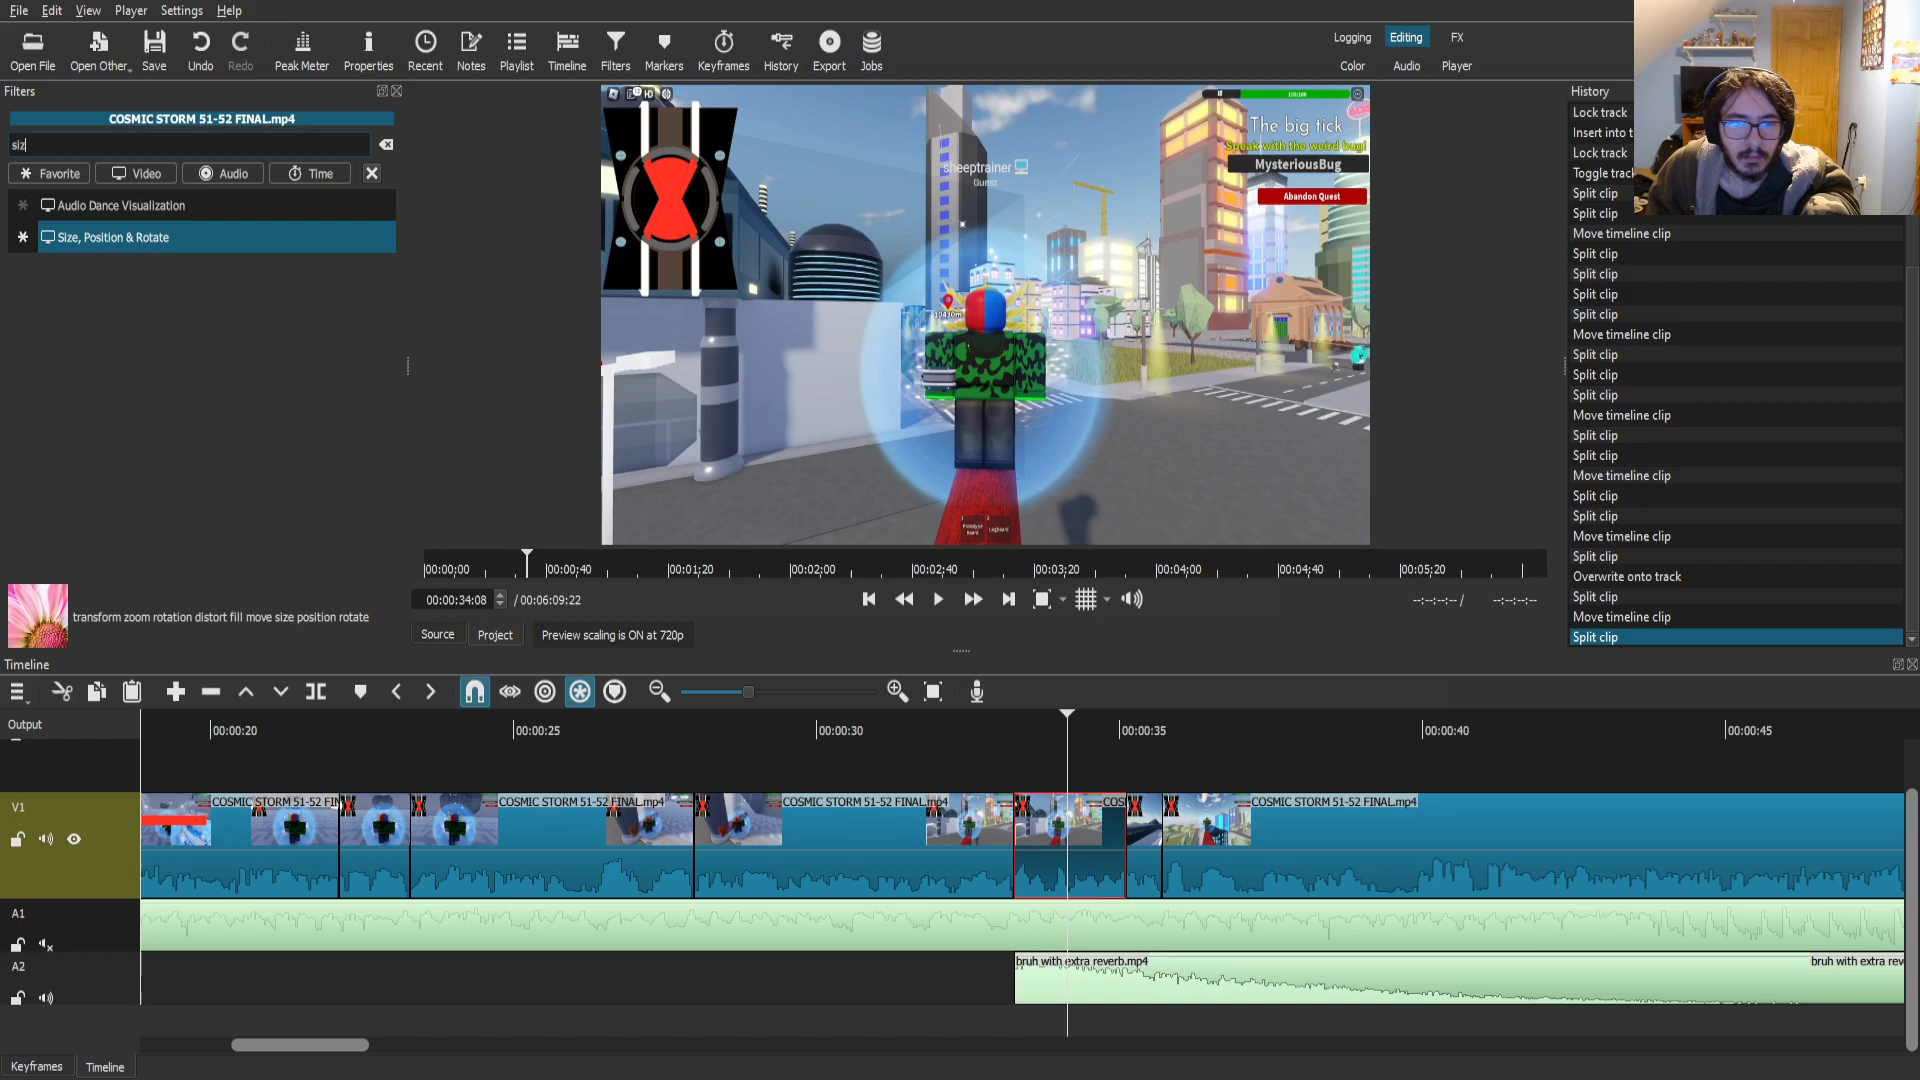 File Edit View Player Settings Help
Open File Open Other... Save Undo Redo Peak Meter Properties Recent Notes Playlist Timeline Filters Markers Keyframes History Export Jobs
Logging Editing FX
Color Audio Player
Filters
COSMIC STORM 51-52 FINAL.mp4
siz
Favorite Video Audio Time
Audio Dance Visualization
Size, Position & Rotate
transform zoom rotation distort fill move size position rotate
HD
100/100
The big tick
Speak with the weird bug!
MysteriousBug
Abandon Quest
sheeptrainer
Guest
10430m
Prototype Board
Logboard
00:00:00 00:00:40 00:01:20 00:02:00 00:02:40 00:03:20 00:04:00 00:04:40 00:05:20
00:00:34:08 / 00:06:09:22
--:--:--:-- / --:--:--:--
Source Project Preview scaling is ON at 720p
History
Lock track
Insert into t
Lock track
Toggle track
Split clip
Split clip
Move timeline clip
Split clip
Split clip
Split clip
Split clip
Move timeline clip
Split clip
Split clip
Split clip
Move timeline clip
Split clip
Split clip
Move timeline clip
Split clip
Split clip
Move timeline clip
Split clip
Overwrite onto track
Split clip
Move timeline clip
Split clip
Timeline
Output
00:00:20 00:00:25 00:00:30 00:00:35 00:00:40 00:00:45
V1
COSMIC STORM 51-52 FIN COSMIC STORM 51-52 FINAL.mp4 COSMIC STORM 51-52 FINAL.mp4 COS COSMIC STORM 51-52 FINAL.mp4
A1
A2
bruh with extra reverb.mp4 bruh with extra rev
Keyframes Timeline